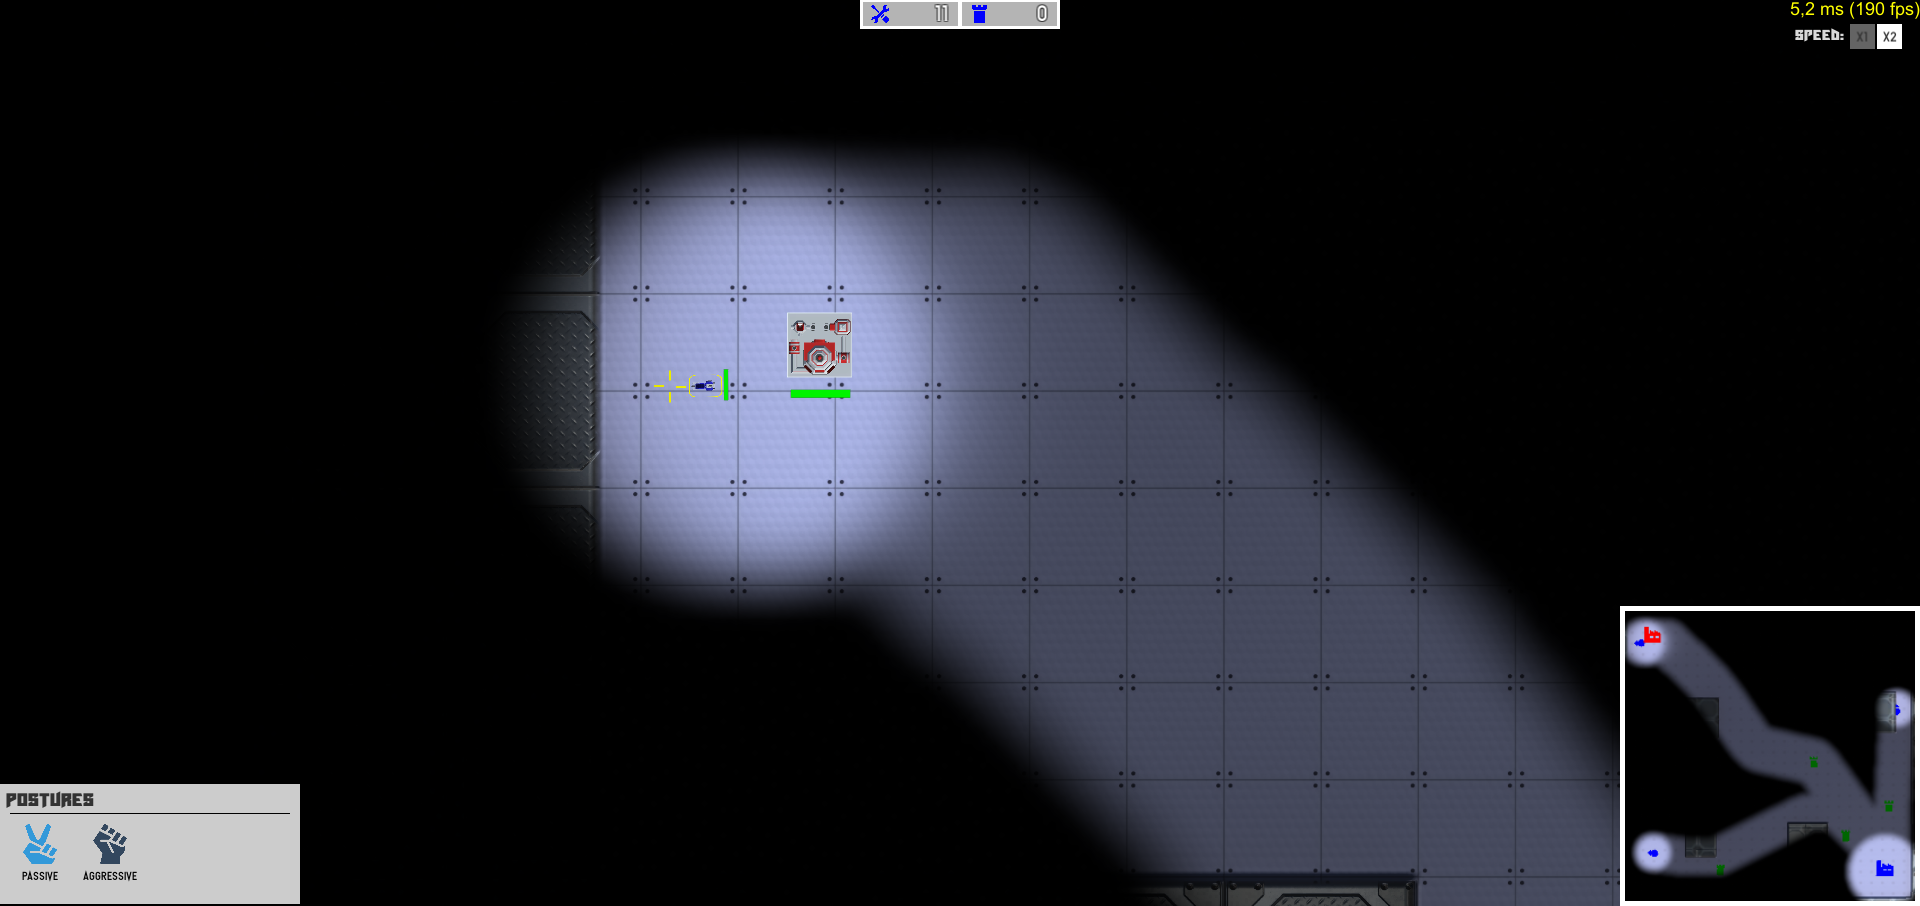 11 0
5,2 ms (190 fps)
SPEED: X1 X2
POSTURES
PASSIVE AGGRESSIVE